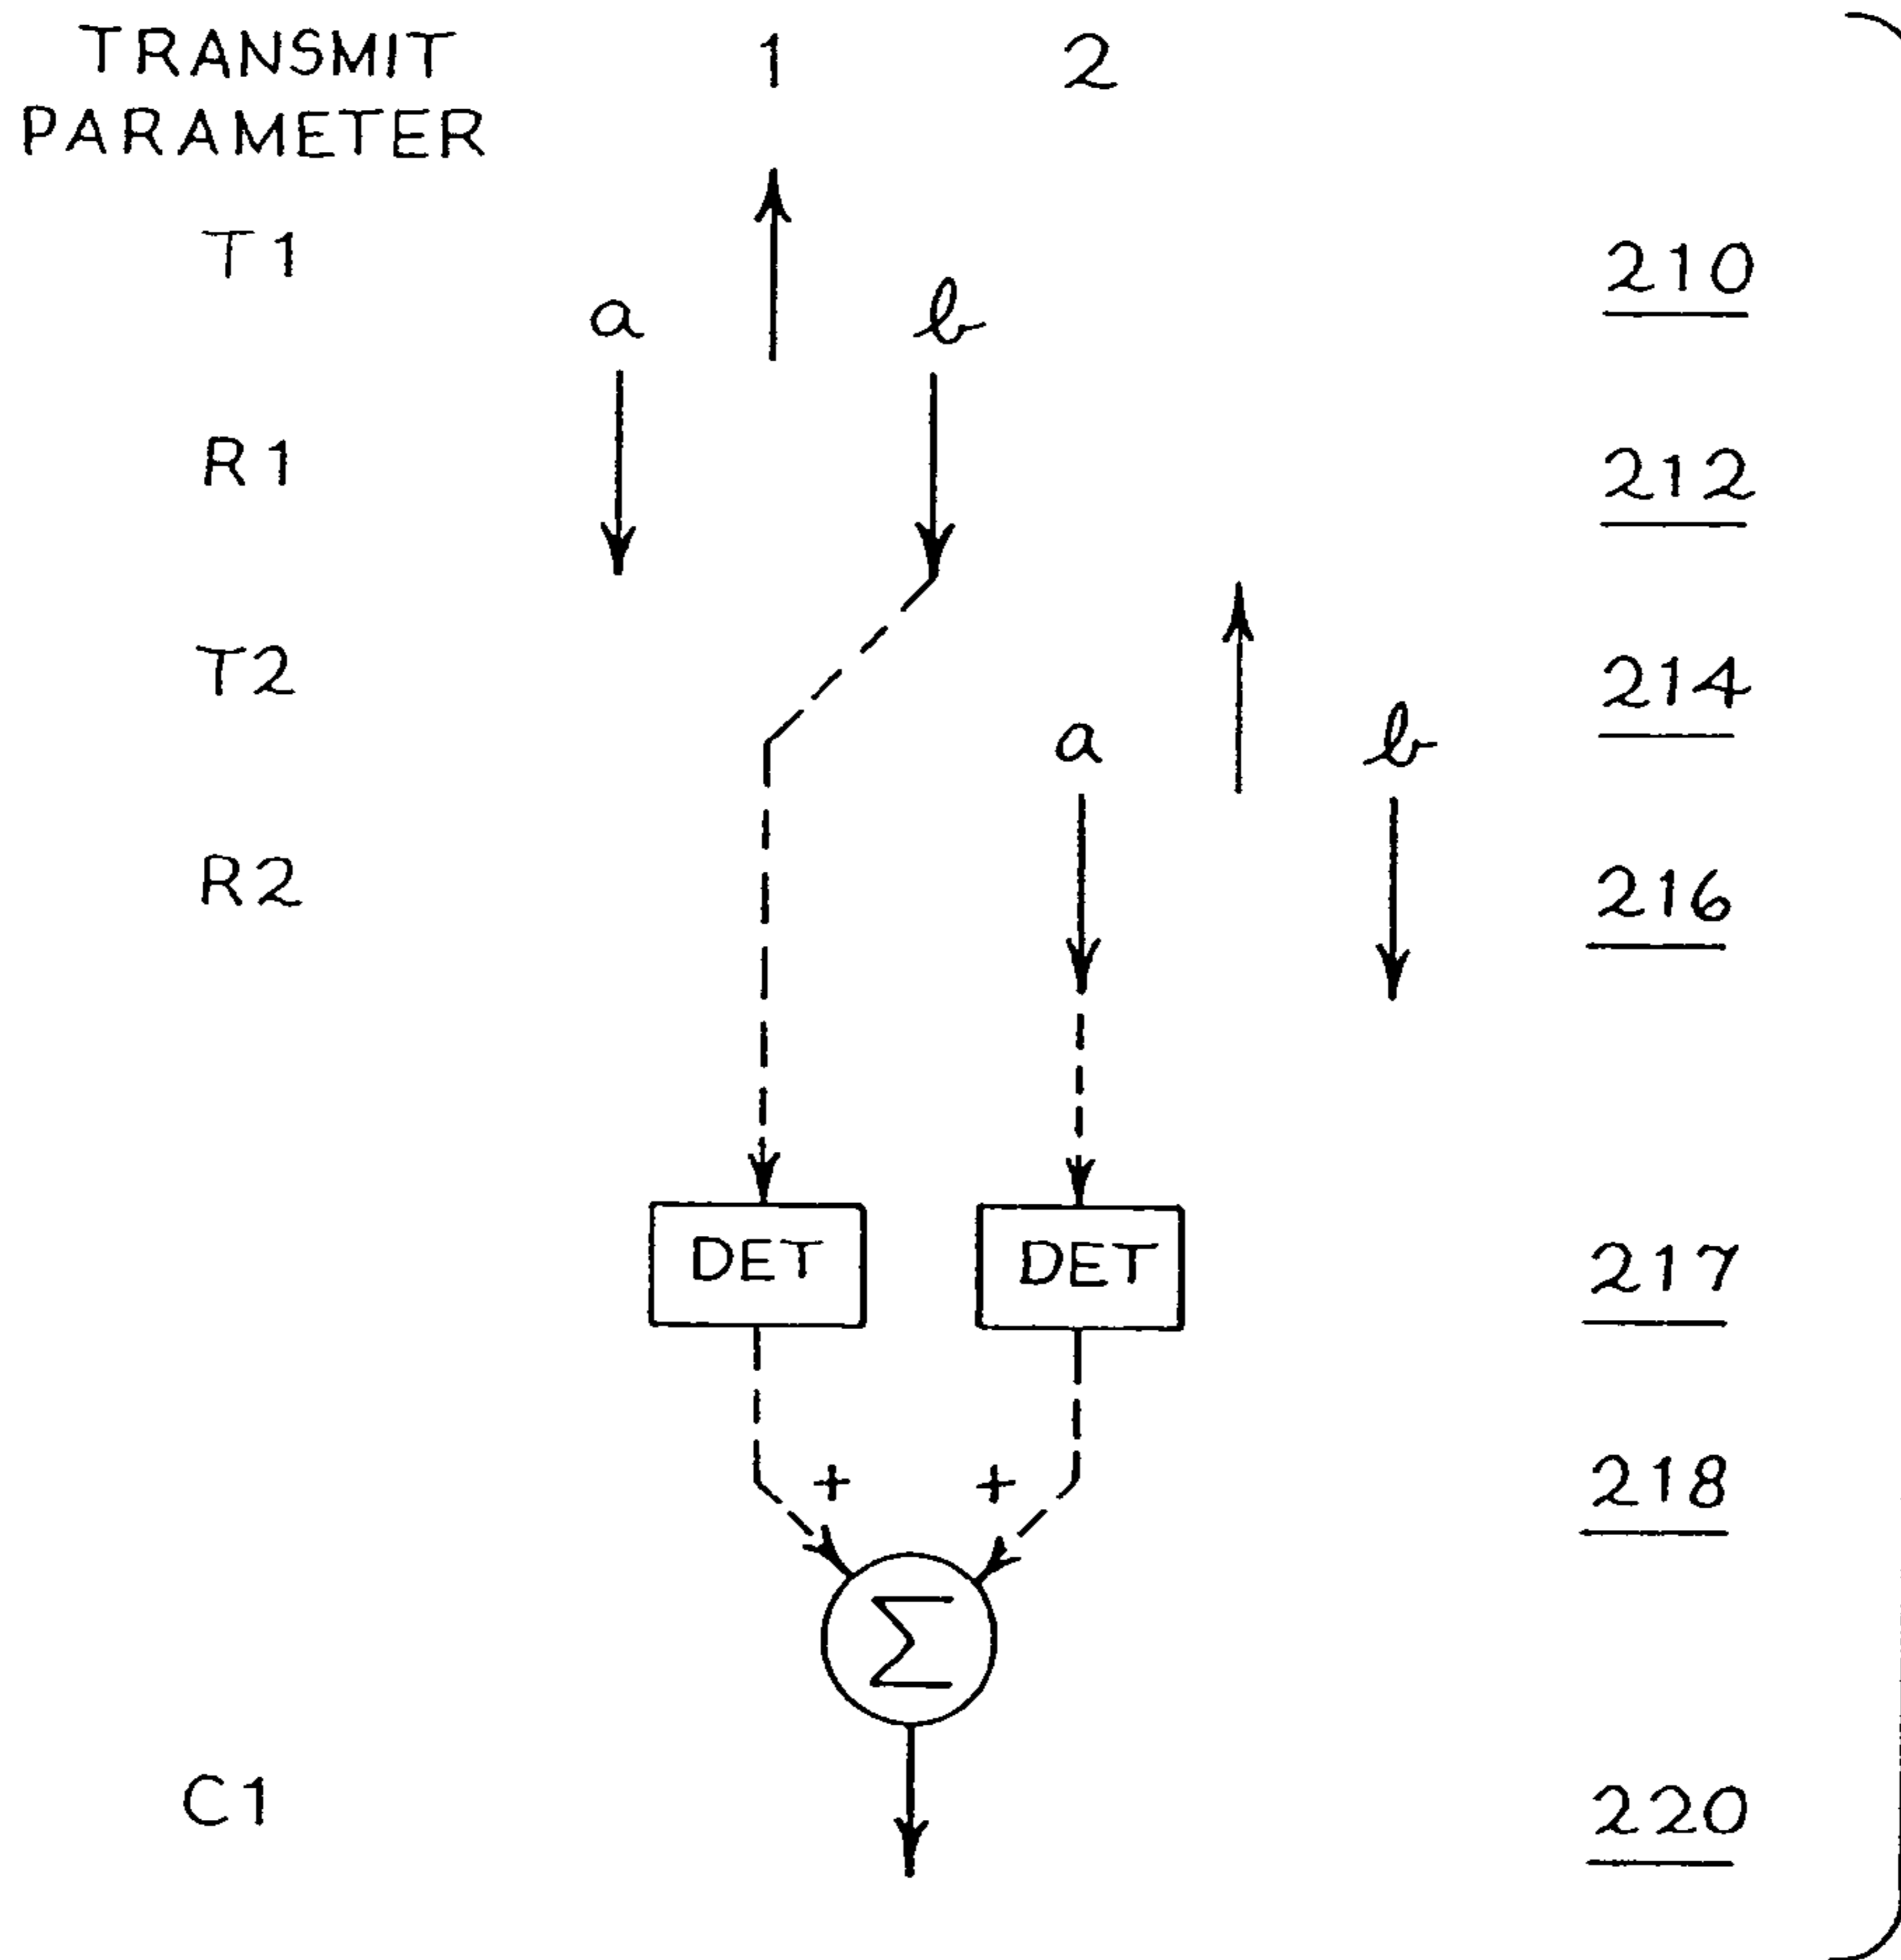 TRANSMIT 1 2
PARAMETER
T1 210
a b
R1 212
T2 214
a b
R2 216
DET DET 217
+ + 218
Σ
C1 220